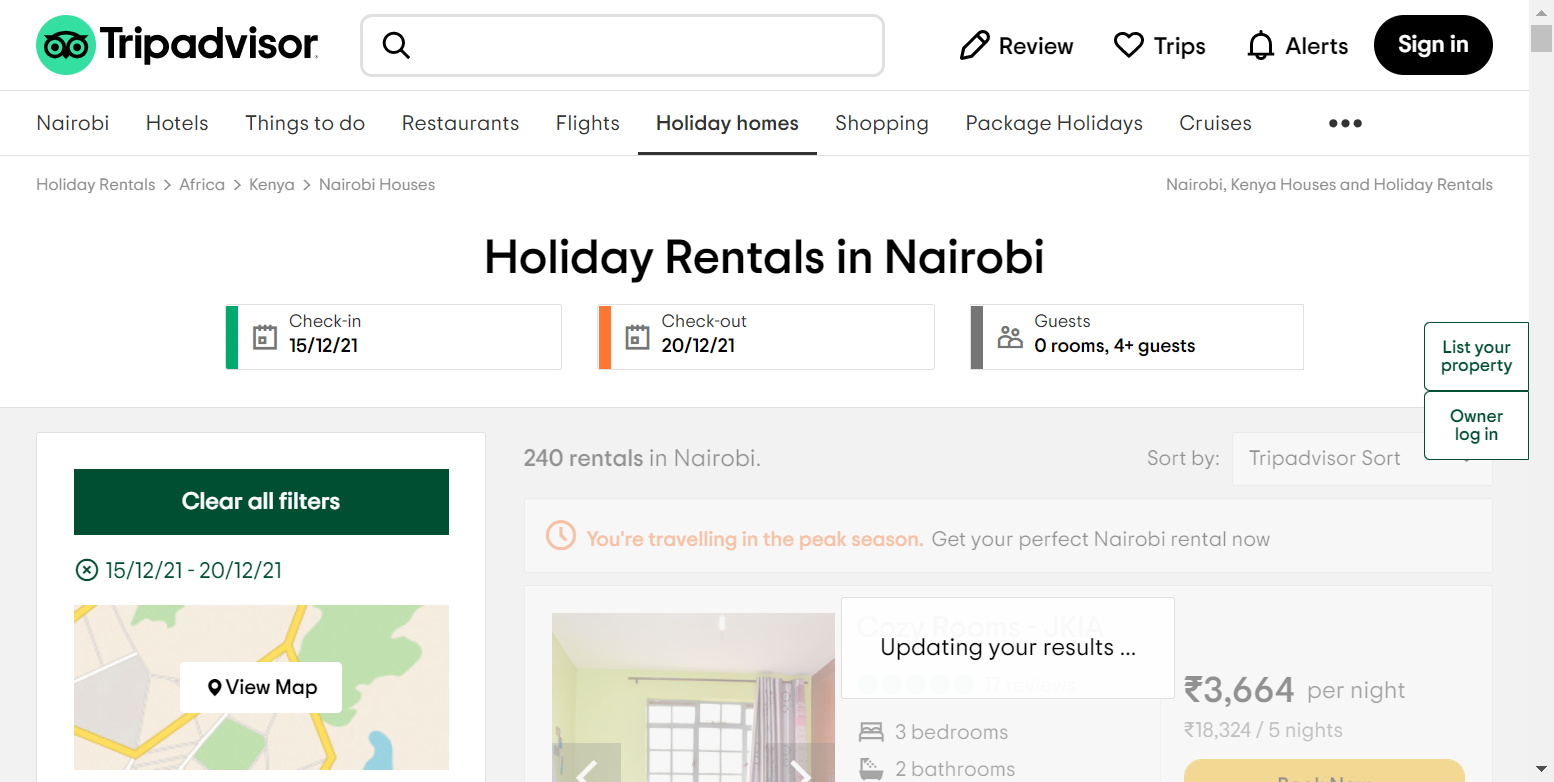 Tripadvisor
Review
Trips
Alerts
Sign in
Nairobi
Hotels
Things to do
Restaurants
Flights
Holiday homes
Shopping
Package Holidays
Cruises
Holiday Rentals > Africa > Kenya > Nairobi Houses
Nairobi, Kenya Houses and Holiday Rentals
Holiday Rentals in Nairobi
Check-in
15/12/21
Check-out
20/12/21
Guests
0 rooms, 4+ guests
List your
property
Owner
log in
Clear all filters
15/12/21 - 20/12/21
View Map
240 rentals in Nairobi.
Sort by:
Tripadvisor Sort
You're travelling in the peak season. Get your perfect Nairobi rental now
Cozy Rooms - JKIA
Updating your results ...
17 reviews
3 bedrooms
2 bathrooms
₹3,664 per night
₹18,324 / 5 nights
Book Now